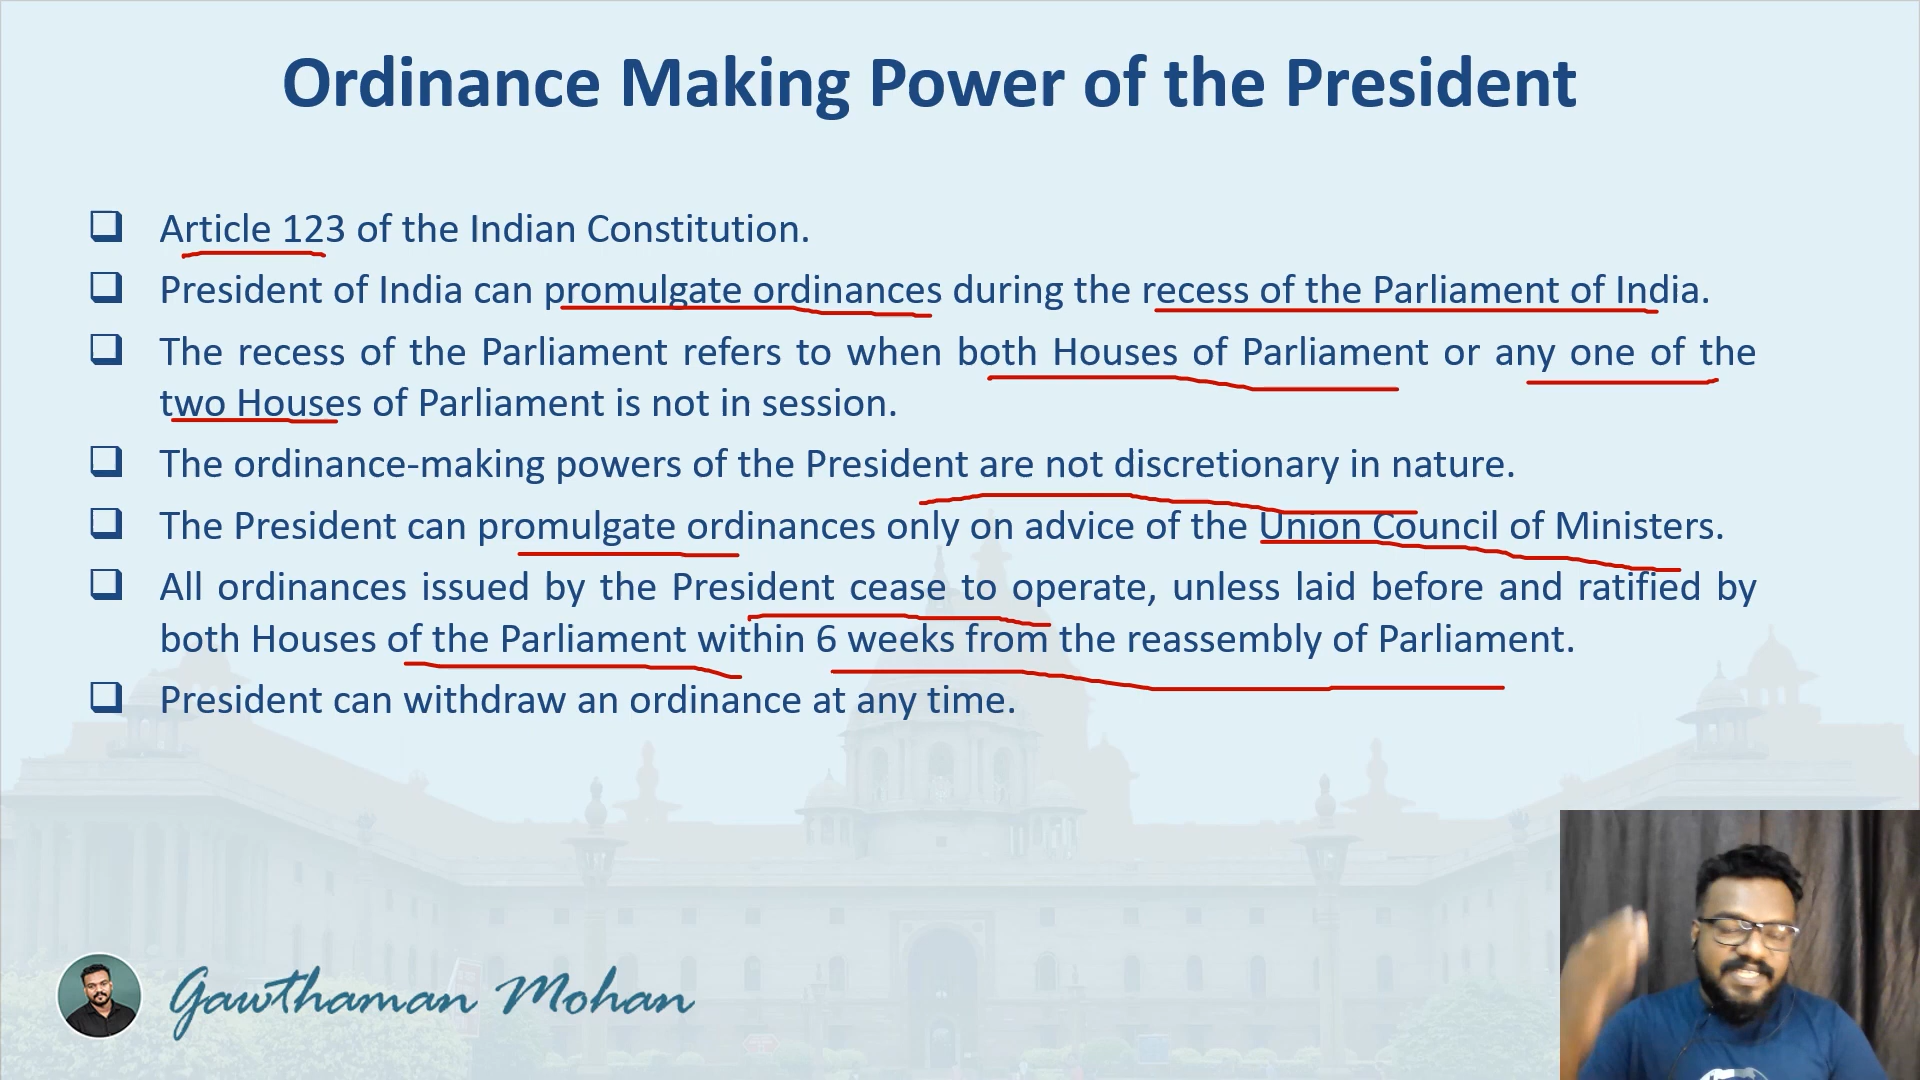 Ordinance Making Power of the President
❑ Article 123 of the Indian Constitution.
❑ President of India can promulgate ordinances during the recess of the Parliament of India.
❑ The recess of the Parliament refers to when both Houses of Parliament or any one of the
two Houses of Parliament is not in session.
❑ The ordinance-making powers of the President are not discretionary in nature.
❑ The President can promulgate ordinances only on advice of the Union Council of Ministers.
❑ All ordinances issued by the President cease to operate, unless laid before and ratified by
both Houses of the Parliament within 6 weeks from the reassembly of Parliament.
❑ President can withdraw an ordinance at any time.
Gawthaman Mohan